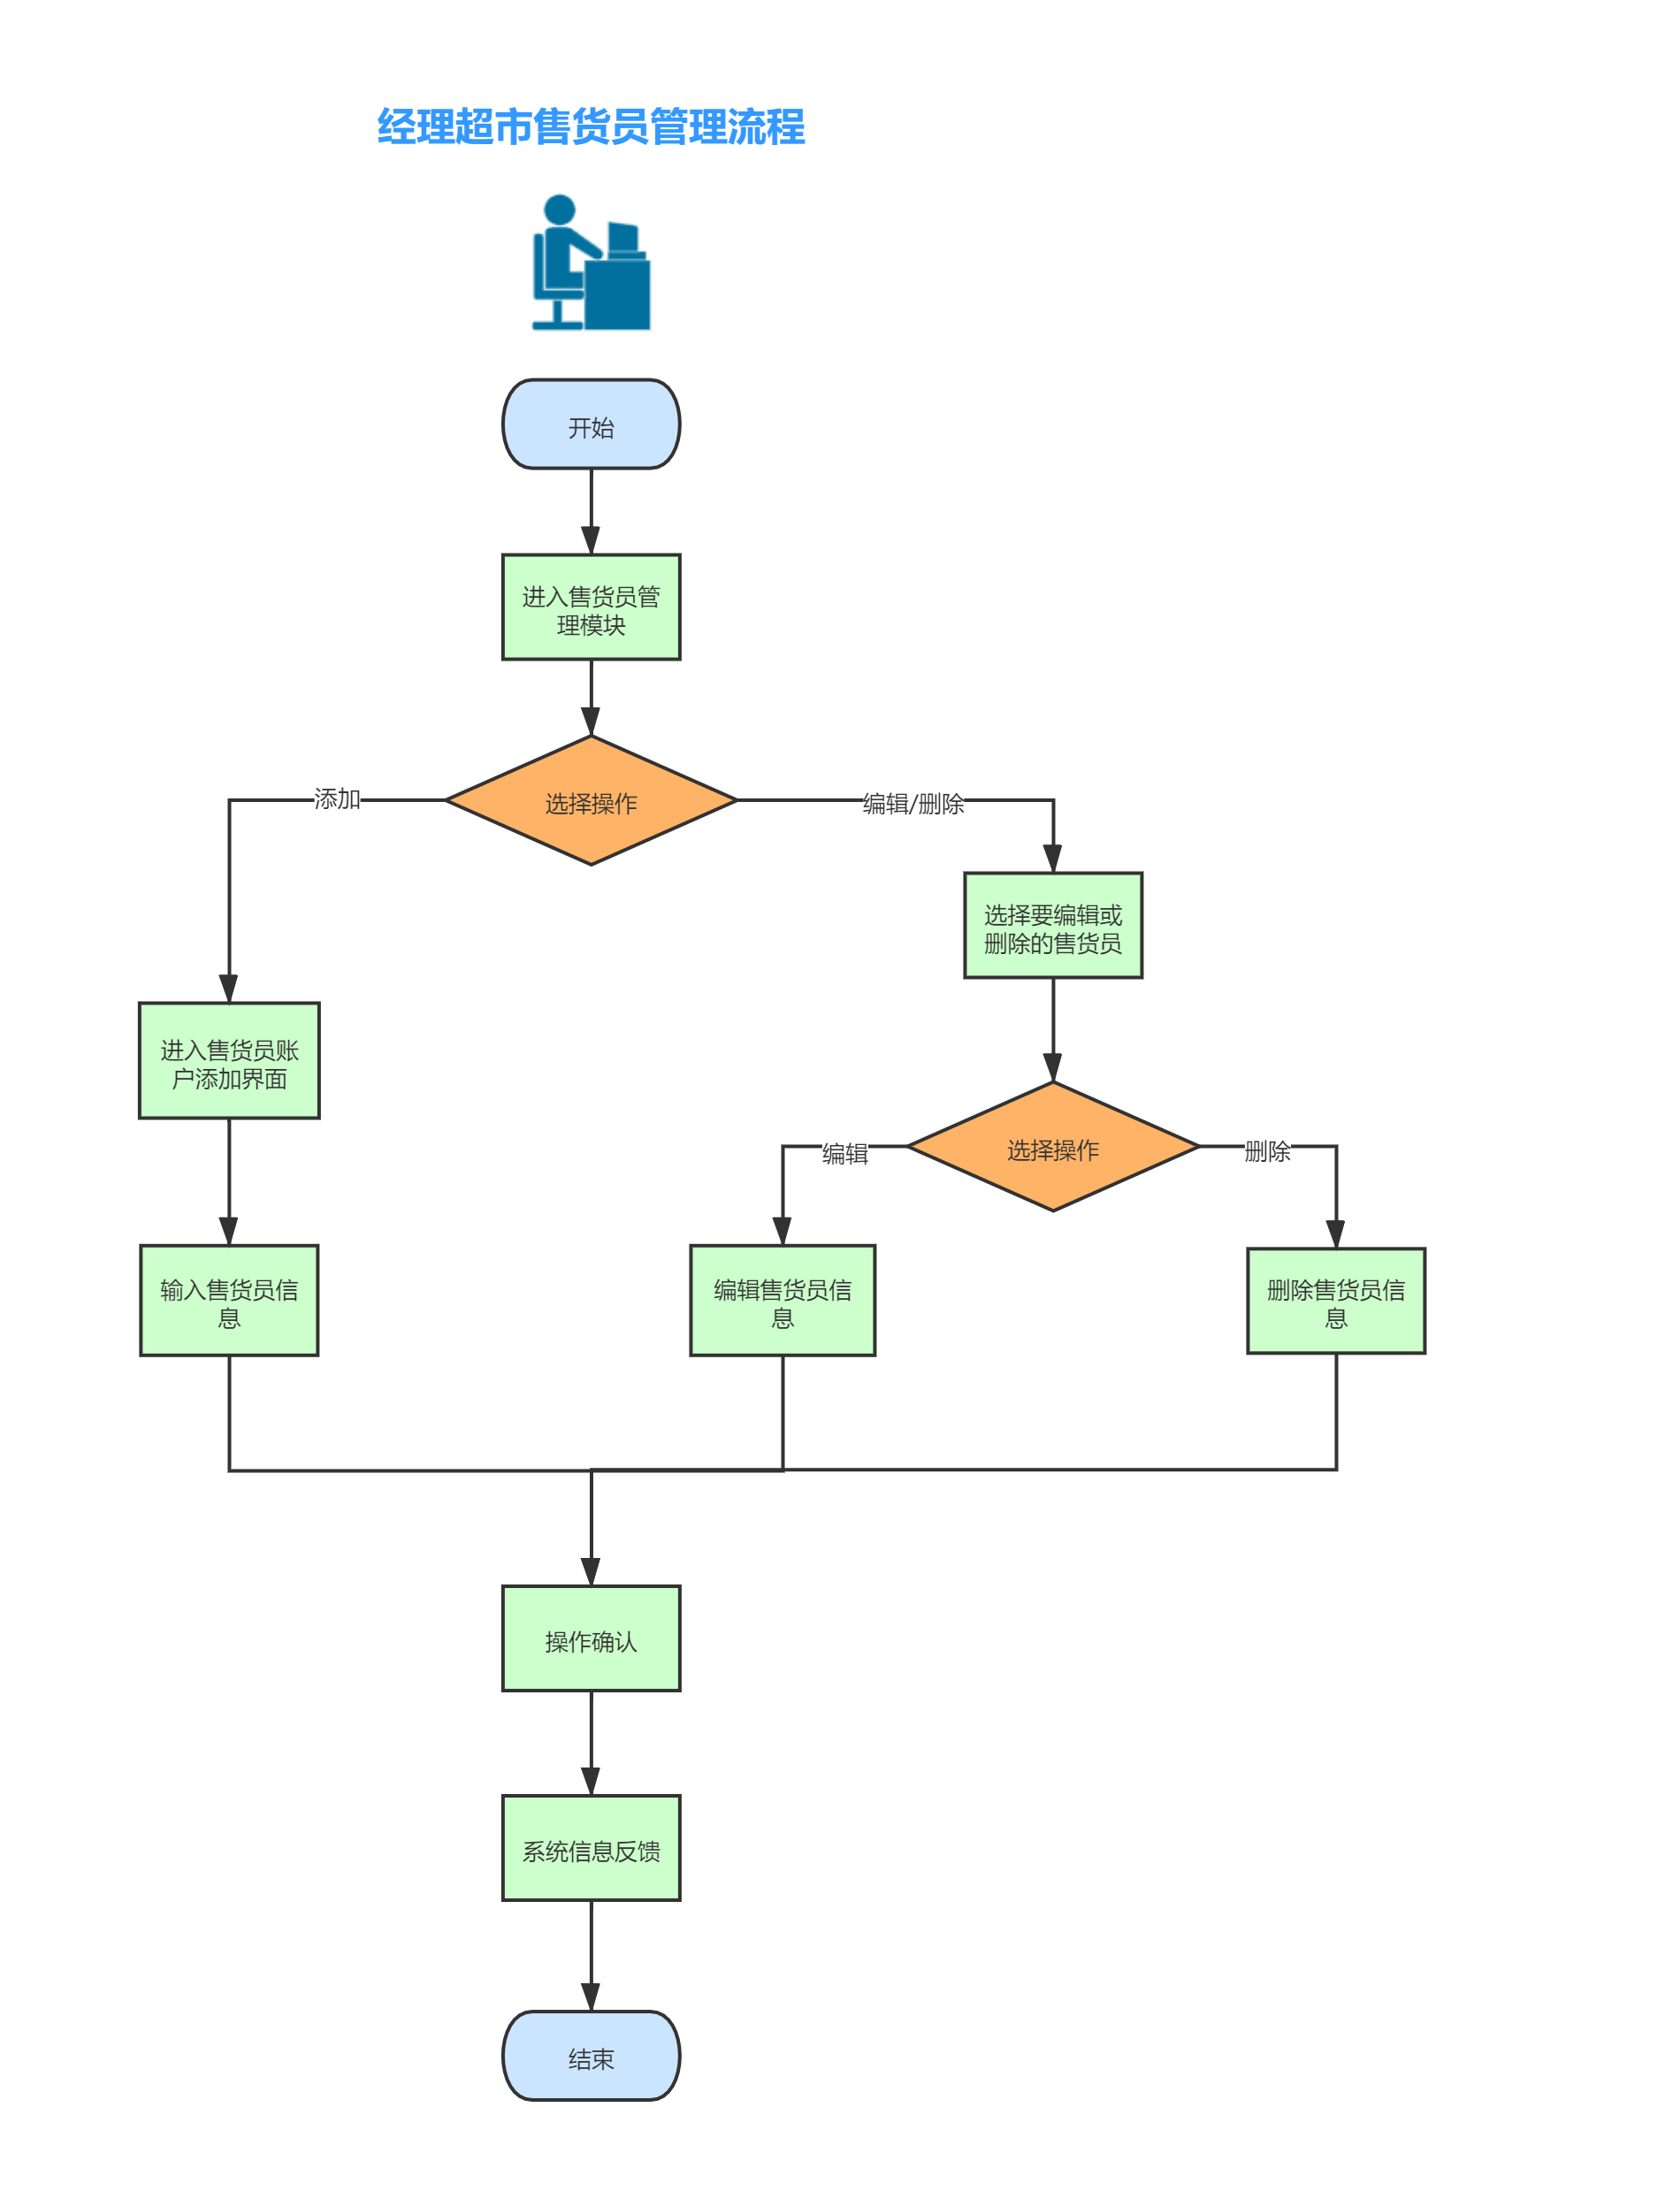 经理超市售货员管理流程
开始
进入售货员管
理模块
选择操作
添加
编辑/删除
选择要编辑或
删除的售货员
进入售货员账
户添加界面
选择操作
编辑
删除
输入售货员信
息
编辑售货员信
息
删除售货员信
息
操作确认
系统信息反馈
结束